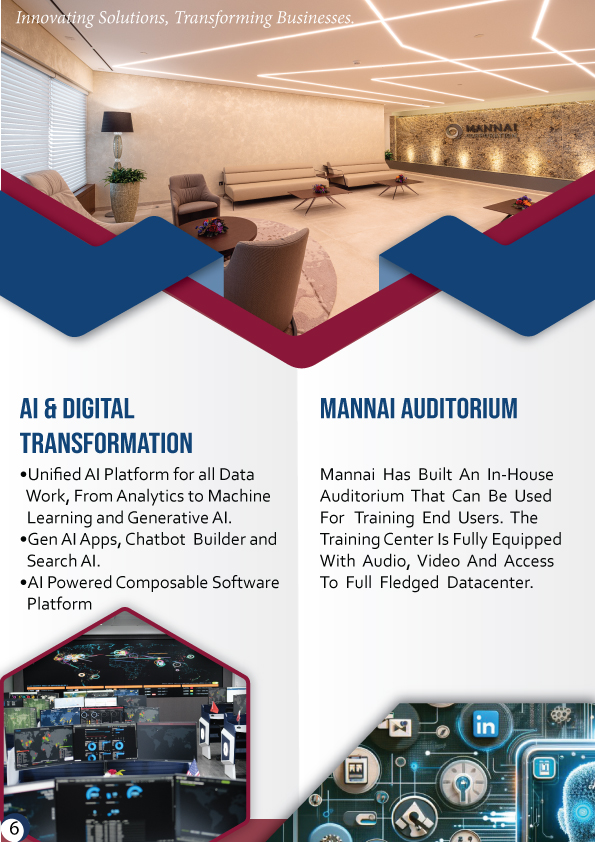 Innovating Solutions, Transforming Businesses.
MANNAI
AI & DIGITAL
TRANSFORMATION
•Unified AI Platform for all Data
Work, From Analytics to Machine
Learning and Generative AI.
•Gen AI Apps, Chatbot Builder and
Search AI.
•AI Powered Composable Software
Platform
MANNAI AUDITORIUM
Mannai Has Built An In-House
Auditorium That Can Be Used
For Training End Users. The
Training Center Is Fully Equipped
With Audio, Video And Access
To Full Fledged Datacenter.
in
6